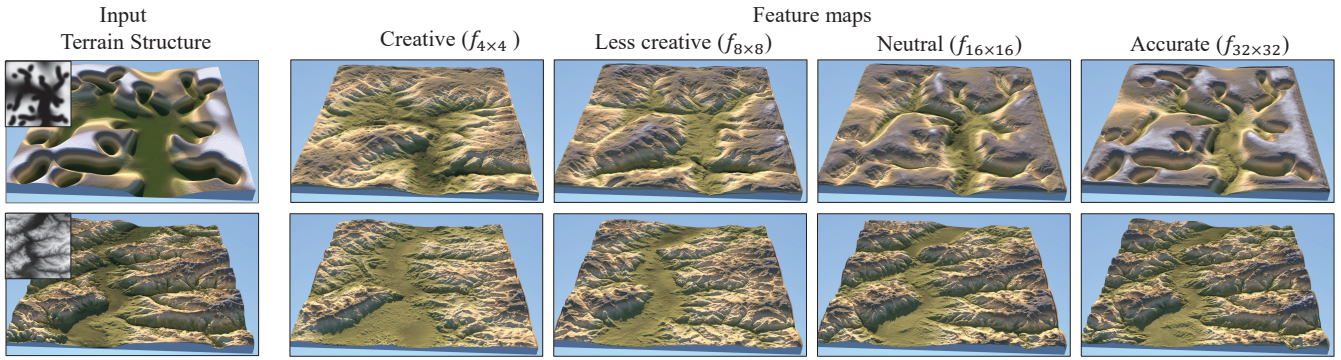 Input
Terrain Structure
Feature maps
Creative (f4×4 )
Less creative (f8×8)
Neutral (f16×16)
Accurate (f32×32)